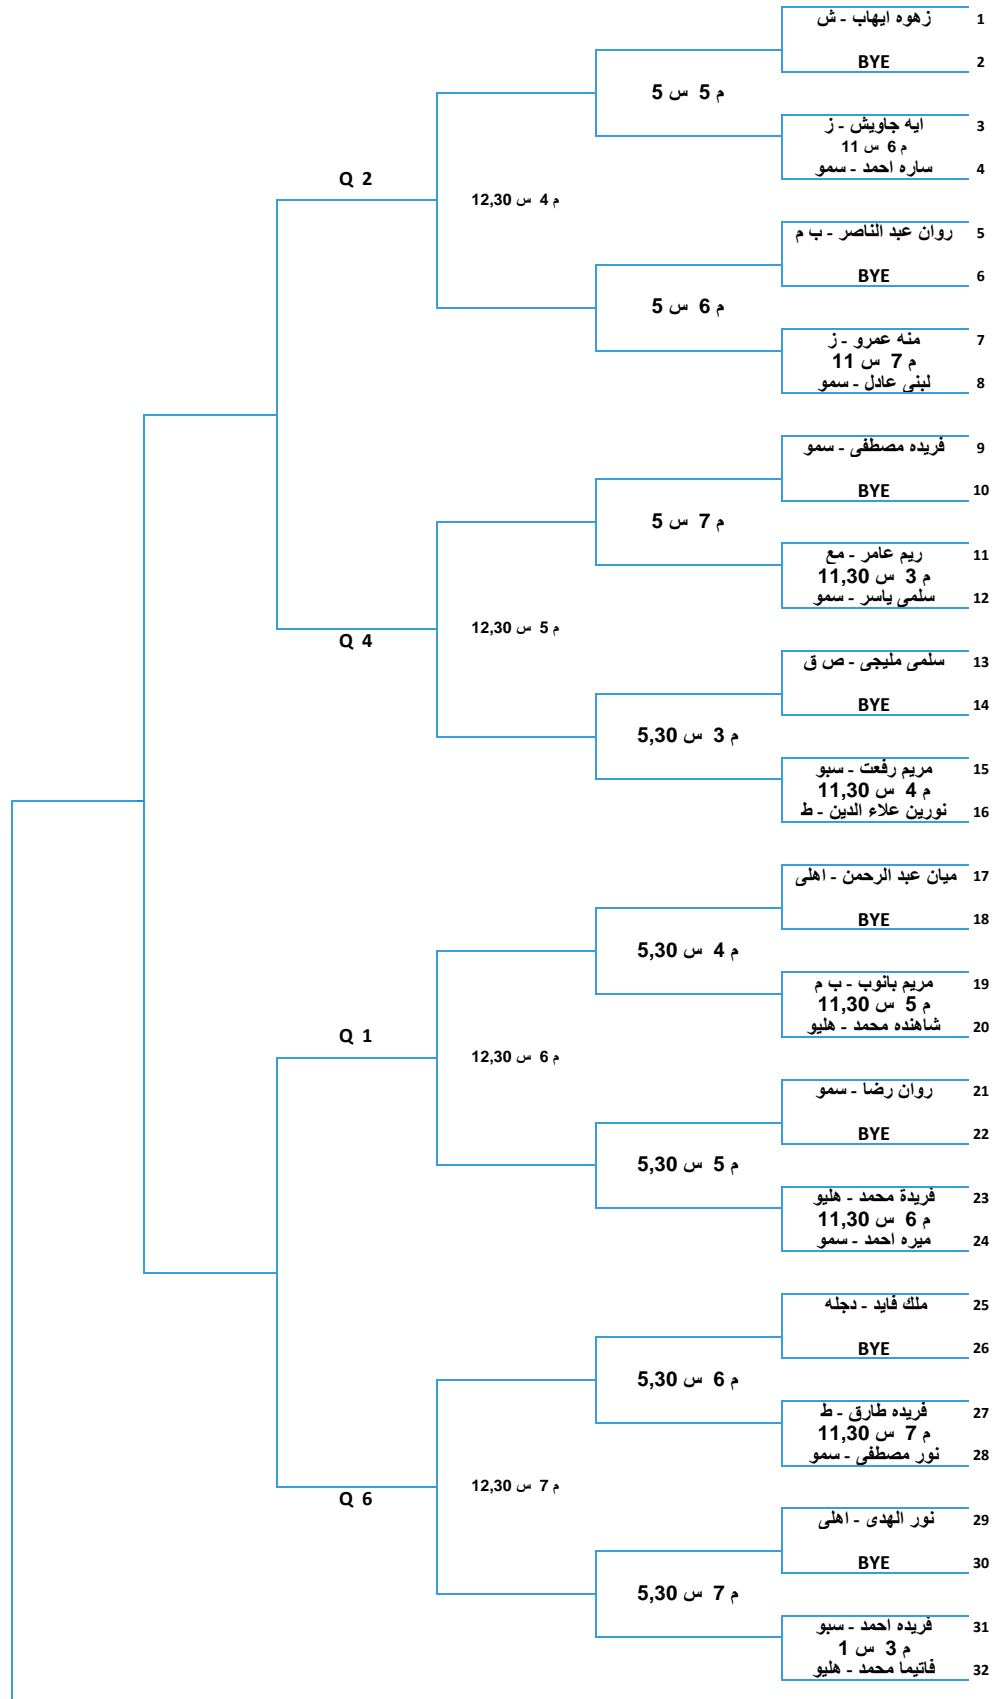 زهوه ايهاب - ش 1
BYE 2
م 5 س 5
ايه جاويش - ز 3
م 6 س 11
ساره احمد - سمو 4
Q 2
م 4 س 12,30
روان عبد الناصر - ب م 5
BYE 6
م 6 س 5
منه عمرو - ز 7
م 7 س 11
لبنى عادل - سمو 8
فريده مصطفى - سمو 9
BYE 10
م 7 س 5
ريم عامر - مع 11
م 3 س 11,30
سلمى ياسر - سمو 12
م 5 س 12,30
Q 4
سلمى مليجى - ص ق 13
BYE 14
م 3 س 5,30
مريم رفعت - سبو 15
م 4 س 11,30
نورين علاء الدين - ط 16
ميان عبد الرحمن - اهلى 17
BYE 18
م 4 س 5,30
مريم بانوب - ب م 19
م 5 س 11,30
شاهنده محمد - هليو 20
Q 1
م 6 س 12,30
روان رضا - سمو 21
BYE 22
م 5 س 5,30
فريدة محمد - هليو 23
م 6 س 11,30
ميره احمد - سمو 24
ملك فايد - دجله 25
BYE 26
م 6 س 5,30
فريده طارق - ط 27
م 7 س 11,30
نور مصطفى - سمو 28
م 7 س 12,30
Q 6
نور الهدى - اهلى 29
BYE 30
م 7 س 5,30
فريده احمد - سبو 31
م 3 س 1
فاتيما محمد - هليو 32